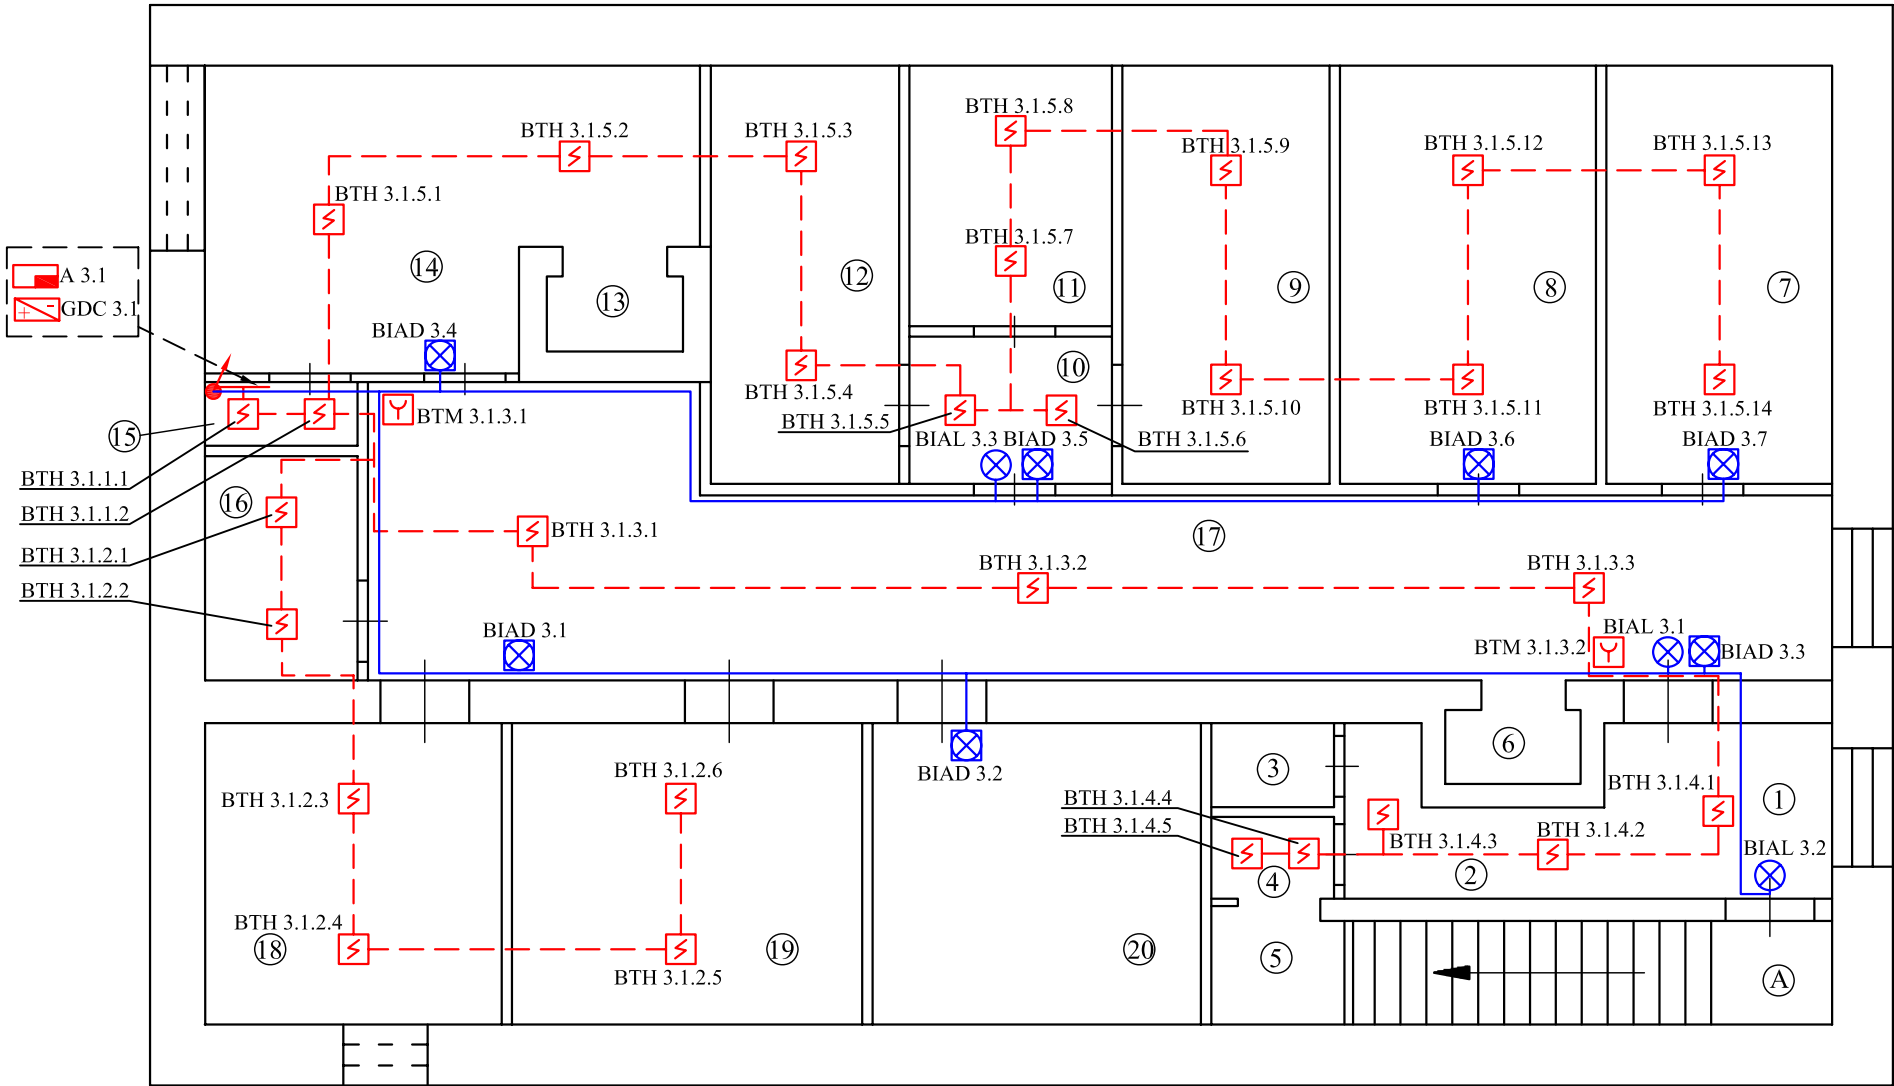 BTH 3.1.5.8
BTH 3.1.5.2
BTH 3.1.5.3
BTH 3.1.5.9
BTH 3.1.5.12
BTH 3.1.5.13
BTH 3.1.5.1
BTH 3.1.5.7
14
13
12
11
9
8
7
A 3.1
+ - GDC 3.1
BIAD 3.4
10
BTH 3.1.5.4
BTH 3.1.5.10
BTH 3.1.5.11
BTH 3.1.5.14
BTM 3.1.3.1
BTH 3.1.5.5
BTH 3.1.5.6
15
BIAL 3.3
BIAD 3.5
BIAD 3.6
BIAD 3.7
BTH 3.1.1.1
16
BTH 3.1.1.2
BTH 3.1.3.1
17
BTH 3.1.2.1
BTH 3.1.3.2
BTH 3.1.3.3
BTH 3.1.2.2
BIAD 3.1
BIAL 3.1
BTM 3.1.3.2
BIAD 3.3
6
BIAD 3.2
3
BTH 3.1.2.6
BTH 3.1.2.3
BTH 3.1.4.4
BTH 3.1.4.1
1
BTH 3.1.4.5
BTH 3.1.4.3
BTH 3.1.4.2
BIAL 3.2
4
2
BTH 3.1.2.4
18
19
20
5
BTH 3.1.2.5
A